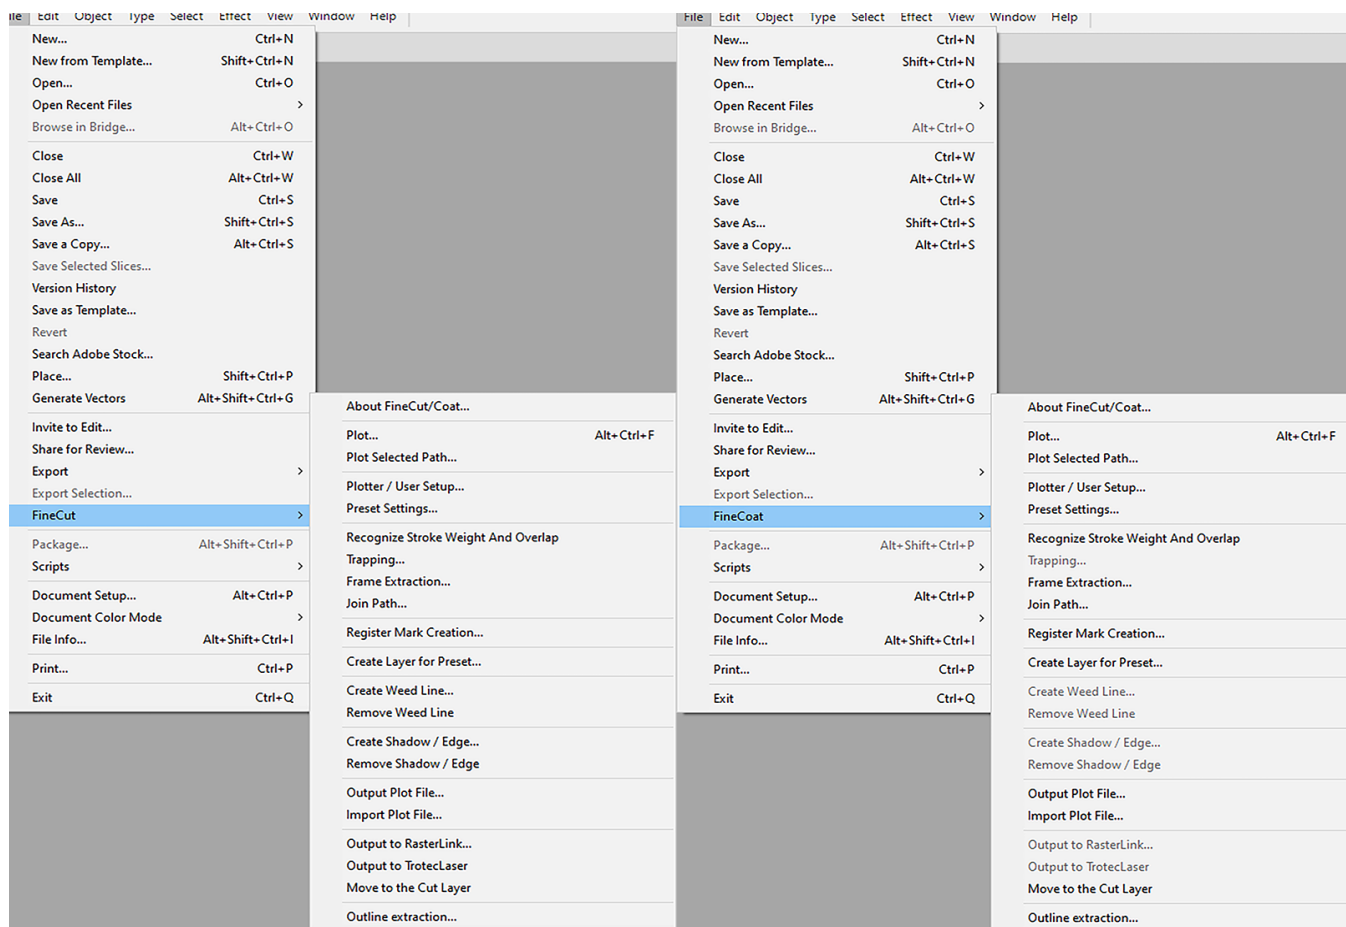 File Edit Object Type Select Effect View Window Help
New... Ctrl+N
New from Template... Shift+Ctrl+N
Open... Ctrl+O
Open Recent Files >
Browse in Bridge... Alt+Ctrl+O
Close Ctrl+W
Close All Alt+Ctrl+W
Save Ctrl+S
Save As... Shift+Ctrl+S
Save a Copy... Alt+Ctrl+S
Save Selected Slices...
Version History
Save as Template...
Revert
Search Adobe Stock...
Place... Shift+Ctrl+P
Generate Vectors Alt+Shift+Ctrl+G
Invite to Edit...
Share for Review...
Export >
Export Selection...
FineCut >
Package... Alt+Shift+Ctrl+P
Scripts >
Document Setup... Alt+Ctrl+P
Document Color Mode >
File Info... Alt+Shift+Ctrl+I
Print... Ctrl+P
Exit Ctrl+Q
About FineCut/Coat...
Plot... Alt+Ctrl+F
Plot Selected Path...
Plotter / User Setup...
Preset Settings...
Recognize Stroke Weight And Overlap
Trapping...
Frame Extraction...
Join Path...
Register Mark Creation...
Create Layer for Preset...
Create Weed Line...
Remove Weed Line
Create Shadow / Edge...
Remove Shadow / Edge
Output Plot File...
Import Plot File...
Output to RasterLink...
Output to TrotecLaser
Move to the Cut Layer
Outline extraction...
File Edit Object Type Select Effect View Window Help
New... Ctrl+N
New from Template... Shift+Ctrl+N
Open... Ctrl+O
Open Recent Files >
Browse in Bridge... Alt+Ctrl+O
Close Ctrl+W
Close All Alt+Ctrl+W
Save Ctrl+S
Save As... Shift+Ctrl+S
Save a Copy... Alt+Ctrl+S
Save Selected Slices...
Version History
Save as Template...
Revert
Search Adobe Stock...
Place... Shift+Ctrl+P
Generate Vectors Alt+Shift+Ctrl+G
Invite to Edit...
Share for Review...
Export >
Export Selection...
FineCoat >
Package... Alt+Shift+Ctrl+P
Scripts >
Document Setup... Alt+Ctrl+P
Document Color Mode >
File Info... Alt+Shift+Ctrl+I
Print... Ctrl+P
Exit Ctrl+Q
About FineCut/Coat...
Plot... Alt+Ctrl+F
Plot Selected Path...
Plotter / User Setup...
Preset Settings...
Recognize Stroke Weight And Overlap
Trapping...
Frame Extraction...
Join Path...
Register Mark Creation...
Create Layer for Preset...
Create Weed Line...
Remove Weed Line
Create Shadow / Edge...
Remove Shadow / Edge
Output Plot File...
Import Plot File...
Output to RasterLink...
Output to TrotecLaser
Move to the Cut Layer
Outline extraction...